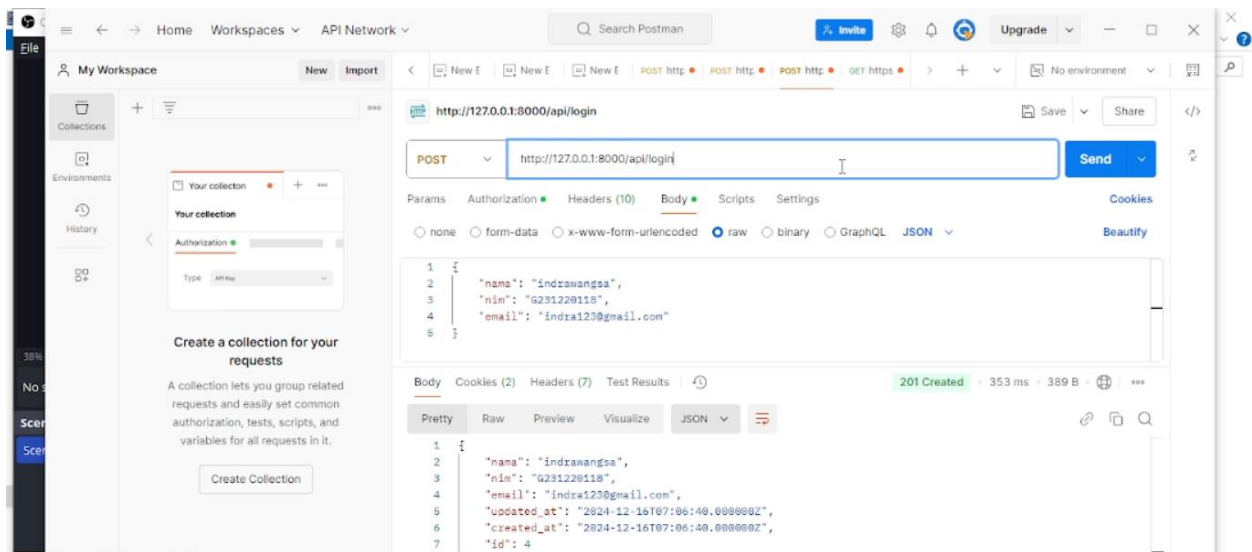 File
Home Workspaces API Network
Search Postman
Invite
Upgrade
My Workspace
New Import
New E New E New E POST http POST http POST http GET https
No environment
Collections
Environments
History
Your collecton
Your collection
Authorization
Type API Key
Create a collection for your
requests
A collection lets you group related
requests and easily set common
authorization, tests, scripts, and
variables for all requests in it.
Create Collection
HTTP http://127.0.0.1:8000/api/login
Save Share
POST http://127.0.0.1:8000/api/login
Send
Params Authorization Headers (10) Body Scripts Settings Cookies
none form-data x-www-form-urlencoded raw binary GraphQL JSON Beautify
1 {
2 "nama": "indrawangsa",
3 "nim": "G231220118",
4 "email": "indra123@gmail.com"
5 }
Body Cookies (2) Headers (7) Test Results
201 Created 353 ms 389 B
Pretty Raw Preview Visualize JSON
1 {
2 "nama": "indrawangsa",
3 "nim": "G231220118",
4 "email": "indra123@gmail.com",
5 "updated_at": "2024-12-16T07:06:40.000000Z",
6 "created_at": "2024-12-16T07:06:40.000000Z",
7 "id": 4
38%
No s
Scer
Scer